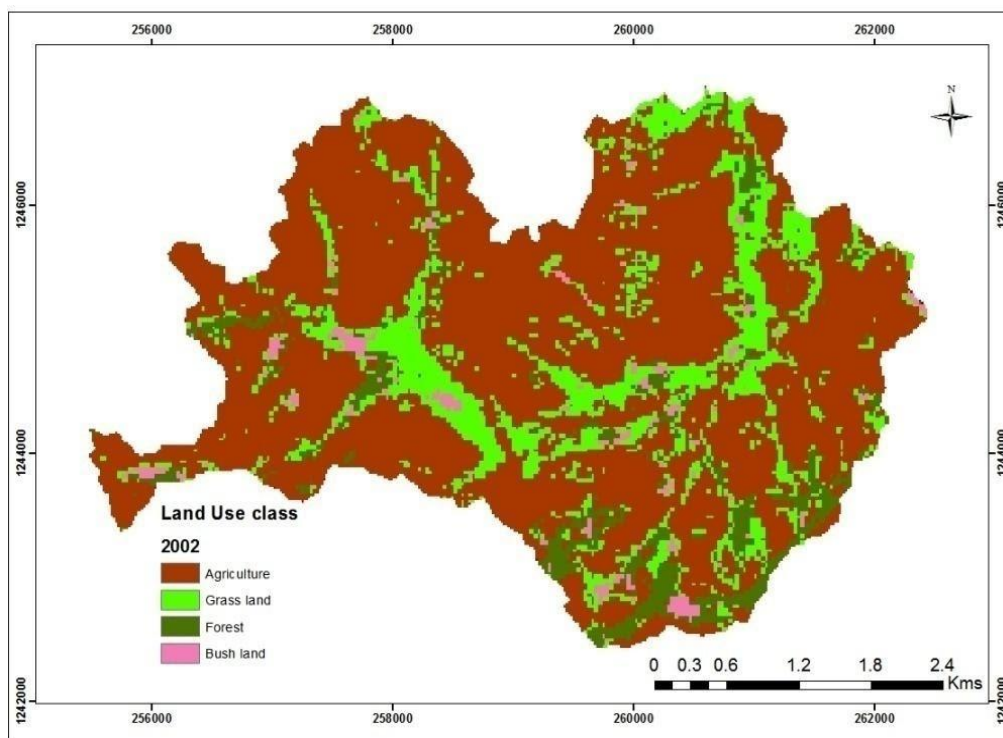 256000 258000 260000 262000
N
1246000 1246000
1244000 1244000
Land Use class
2002
Agriculture
Grass land
Forest
Bush land
0 0.3 0.6 1.2 1.8 2.4
Kms
1242000 1242000
256000 258000 260000 262000